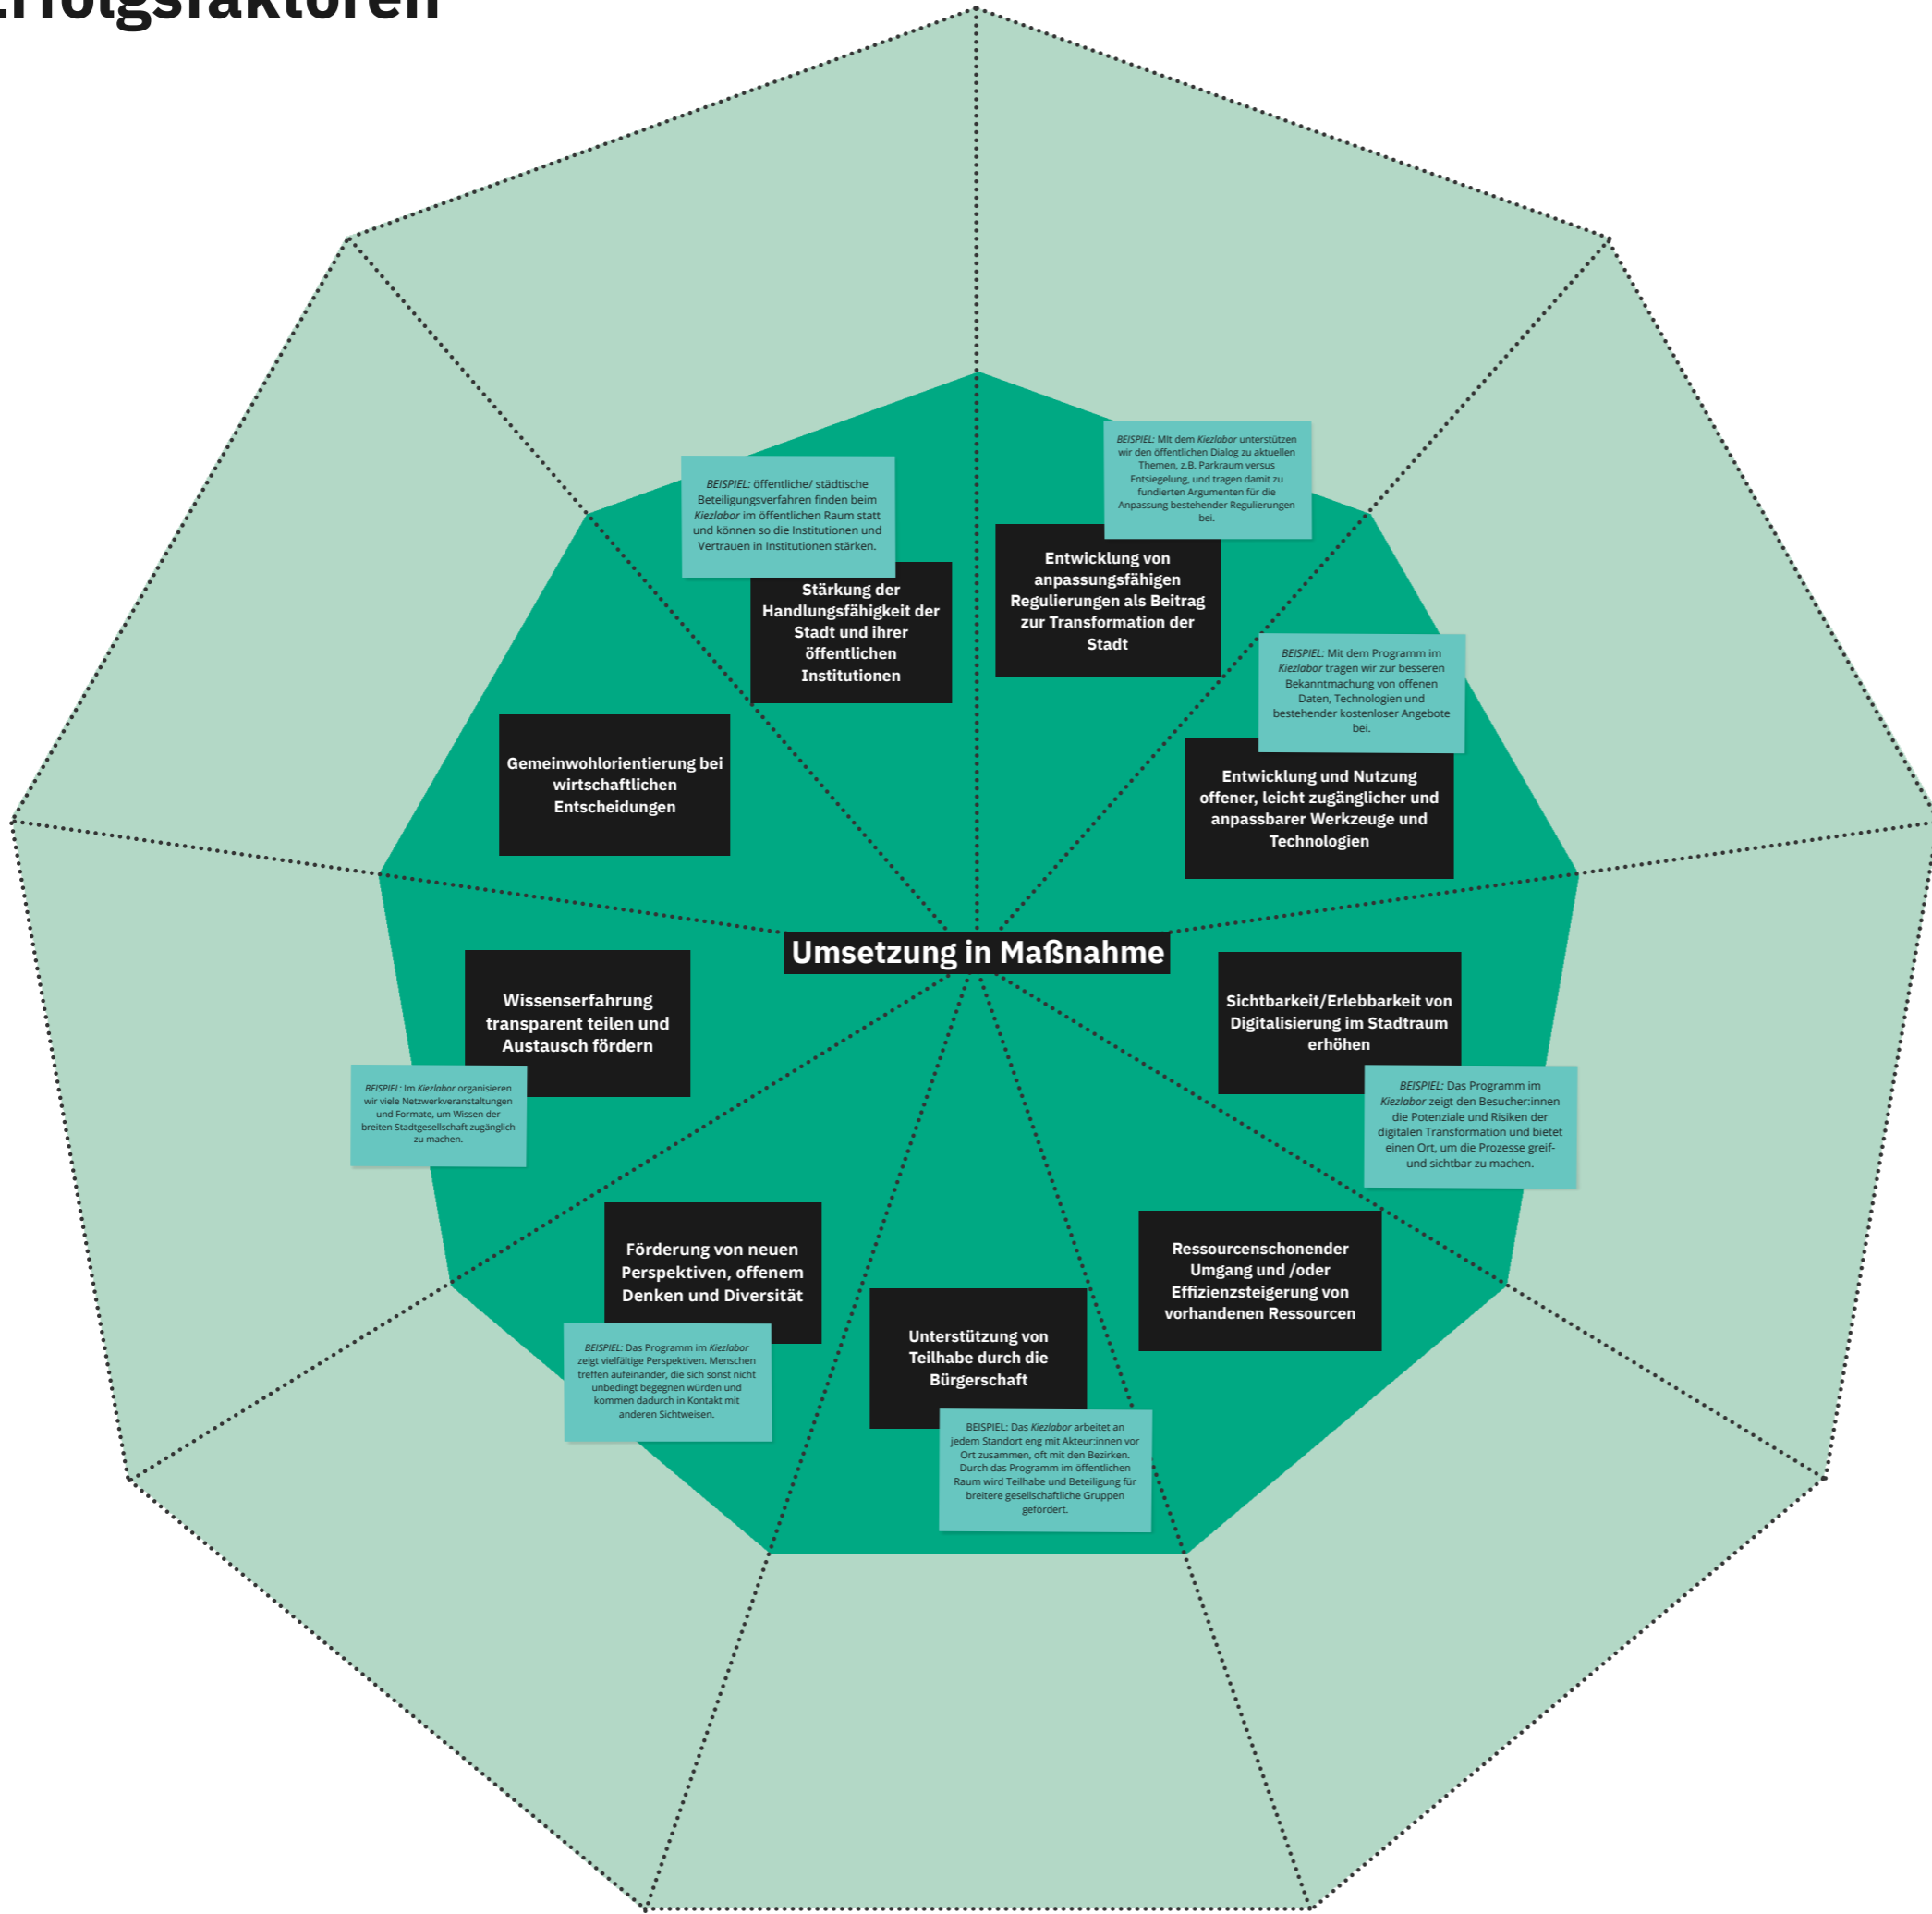 Erfolgsfaktoren
BEISPIEL: Mit dem Kiezlabor unterstützen
wir den öffentlichen Dialog zu aktuellen
Themen, z.B. Parkraum versus
Entsiegelung, und tragen damit zu
fundierten Argumenten für die
Anpassung bestehender Regulierungen
bei.
BEISPIEL: öffentliche/ städtische
Beteiligungsverfahren finden beim
Kiezlabor im öffentlichen Raum statt
und können so die Institutionen und
Vertrauen in Institutionen stärken.
Entwicklung von
anpassungsfähigen
Regulierungen als Beitrag
zur Transformation der
Stadt
Stärkung der
Handlungsfähigkeit der
Stadt und ihrer
öffentlichen
Institutionen
BEISPIEL: Mit dem Programm im
Kiezlabor tragen wir zur besseren
Bekanntmachung von offenen
Daten, Technologien und
bestehender kostenloser Angebote
bei.
Gemeinwohlorientierung bei
wirtschaftlichen
Entscheidungen
Entwicklung und Nutzung
offener, leicht zugänglicher und
anpassbarer Werkzeuge und
Technologien
Umsetzung in Maßnahme
Wissenserfahrung
transparent teilen und
Austausch fördern
Sichtbarkeit/Erlebbarkeit von
Digitalisierung im Stadtraum
erhöhen
BEISPIEL: Im Kiezlabor organisieren
wir viele Netzwerkveranstaltungen
und Formate, um Wissen der
breiten Stadtgesellschaft zugänglich
zu machen.
BEISPIEL: Das Programm im
Kiezlabor zeigt den Besucher:innen
die Potenziale und Risiken der
digitalen Transformation und bietet
einen Ort, um die Prozesse greif-
und sichtbar zu machen.
Förderung von neuen
Perspektiven, offenem
Denken und Diversität
Ressourcenschonender
Umgang und /oder
Effizienzsteigerung von
vorhandenen Ressourcen
BEISPIEL: Das Programm im Kiezlabor
zeigt vielfältige Perspektiven. Menschen
treffen aufeinander, die sich sonst nicht
unbedingt begegnen würden und
kommen dadurch in Kontakt mit
anderen Sichtweisen.
Unterstützung von
Teilhabe durch die
Bürgerschaft
BEISPIEL: Das Kiezlabor arbeitet an
jedem Standort eng mit Akteur:innen vor
Ort zusammen, oft mit den Bezirken.
Durch das Programm im öffentlichen
Raum wird Teilhabe und Beteiligung für
breitere gesellschaftliche Gruppen
gefördert.